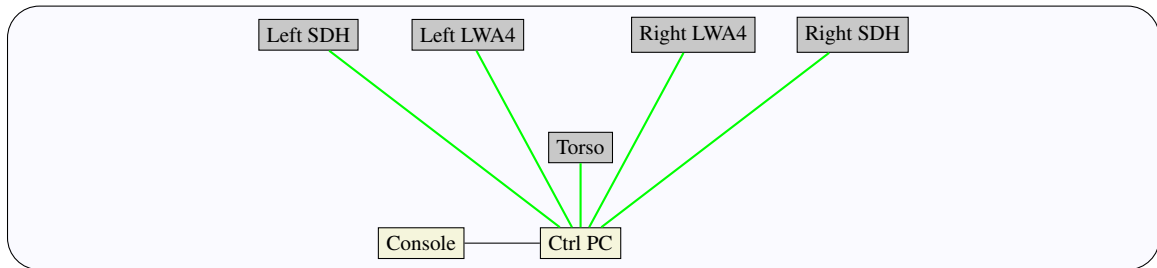 Left SDH
Left LWA4
Right LWA4
Right SDH
Torso
Console
Ctrl PC